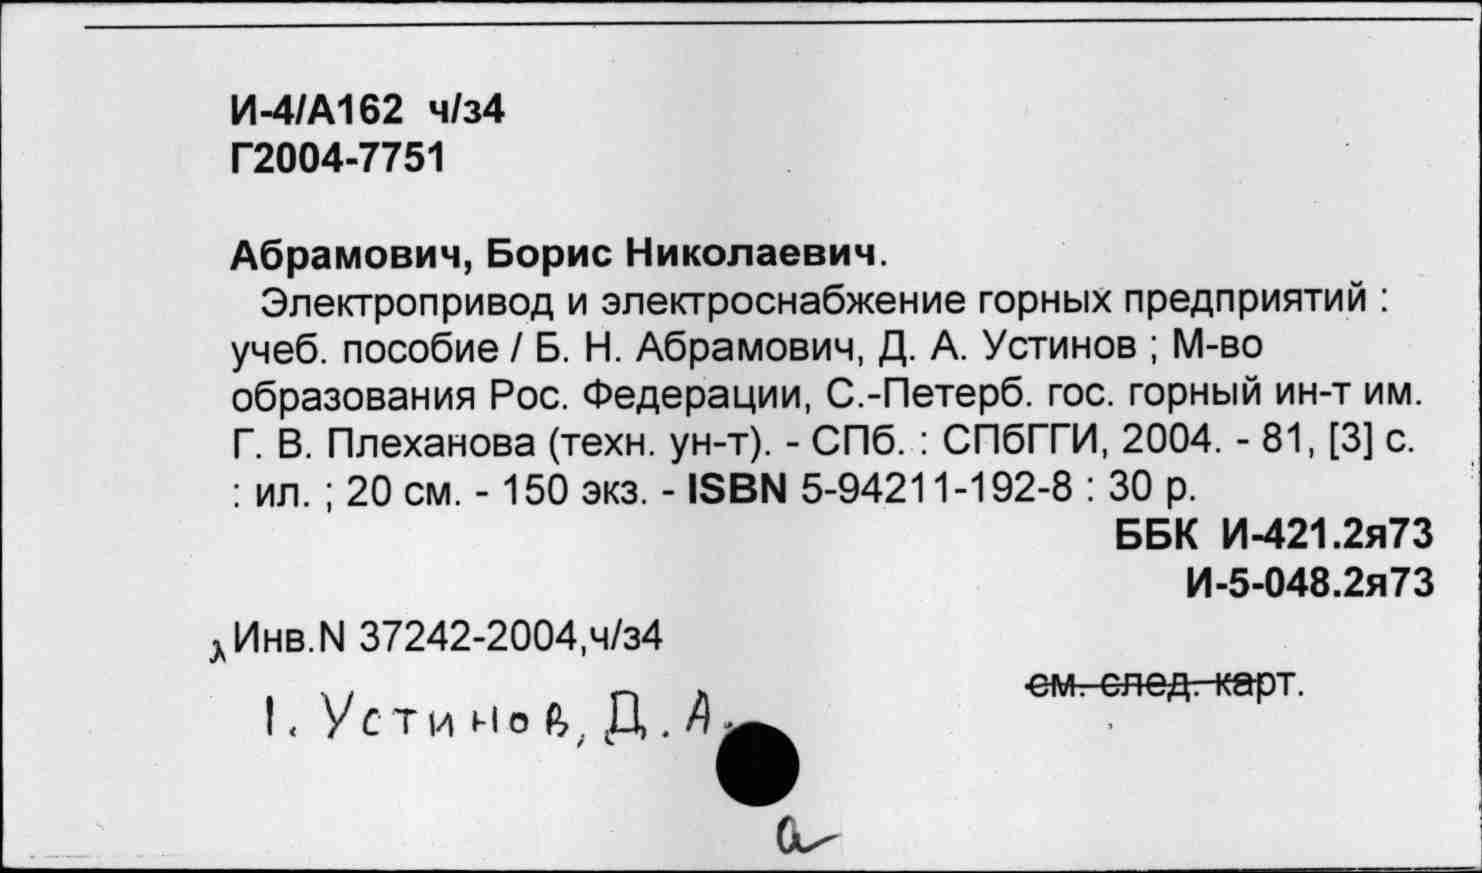 И-4/А162 ч/з4
Г2004-7751
Абрамович, Борис Николаевич.
Электропривод и электроснабжение горных предприятий :
учеб. пособие / Б. Н. Абрамович, Д. А. Устинов ; М-во
образования Рос. Федерации, С.-Петерб. гос. горный ин-т им.
Г. В. Плеханова (техн. ун-т). - СПб. : СПбГГИ, 2004. - 81, [3] с.
: ил. ; 20 см. - 150 экз. - ISBN 5-94211-192-8 : 30 р.
ББК И-421.2я73
И-5-048.2я73
Инв.N 37242-2004,ч/з4
см. след. карт.
1. Устинов, Д. А.
а